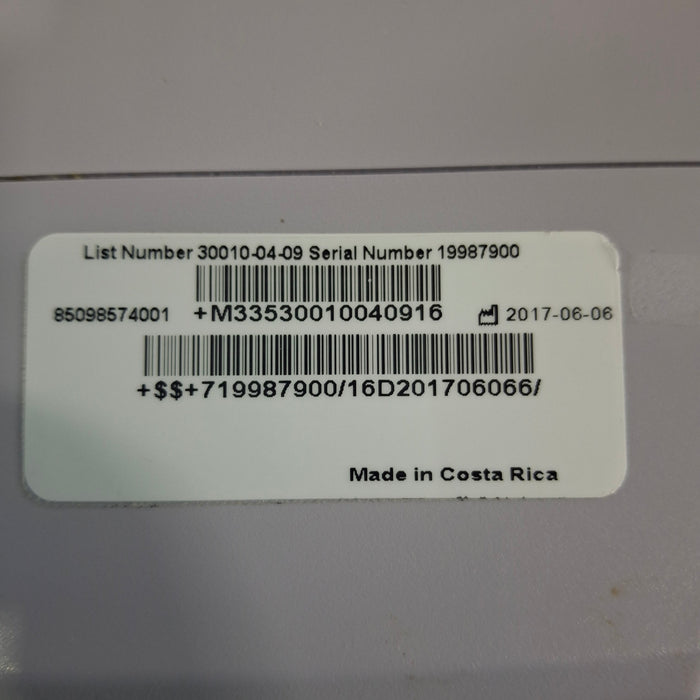 List Number 30010-04-09 Serial Number 19987900
85098574001 +M33530010040916 2017-06-06
+$$+719987900/16D201706066/
Made in Costa Rica